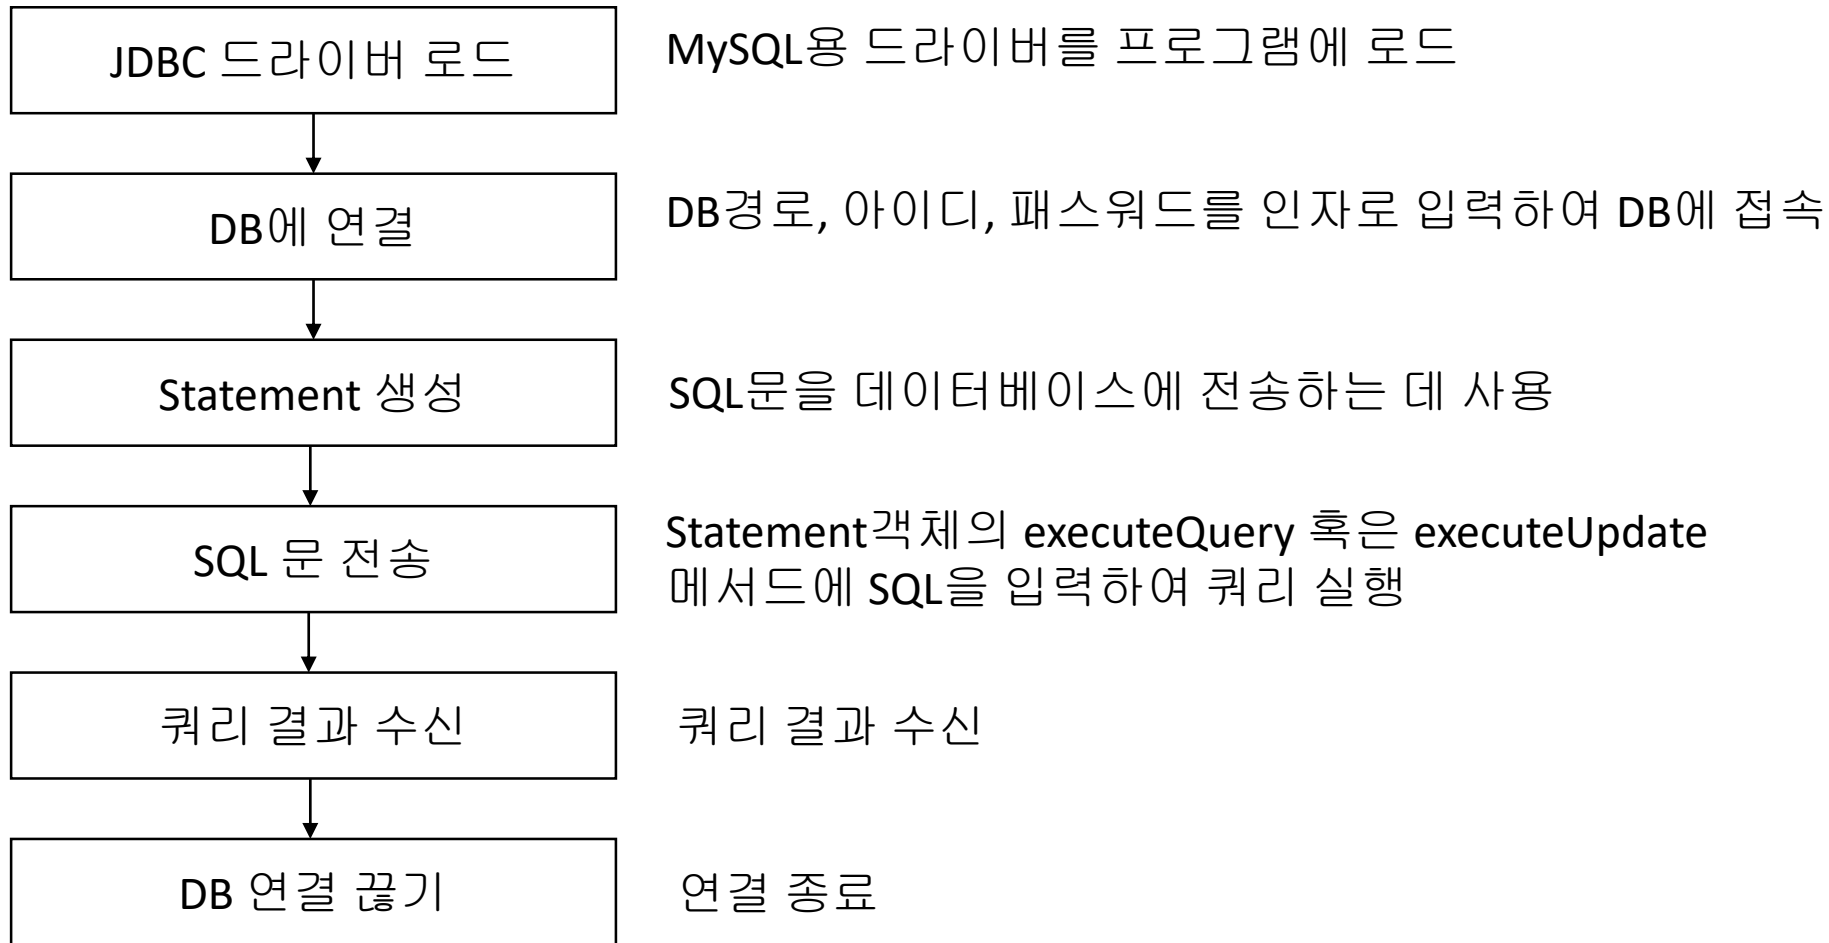 JDBC 드라이버 로드
MySQL용 드라이버를 프로그램에 로드
DB에 연결
DB경로, 아이디, 패스워드를 인자로 입력하여 DB에 접속
Statement 생성
SQL문을 데이터베이스에 전송하는 데 사용
SQL 문 전송
Statement객체의 executeQuery 혹은 executeUpdate
메서드에 SQL을 입력하여 쿼리 실행
쿼리 결과 수신
쿼리 결과 수신
DB 연결 끊기
연결 종료